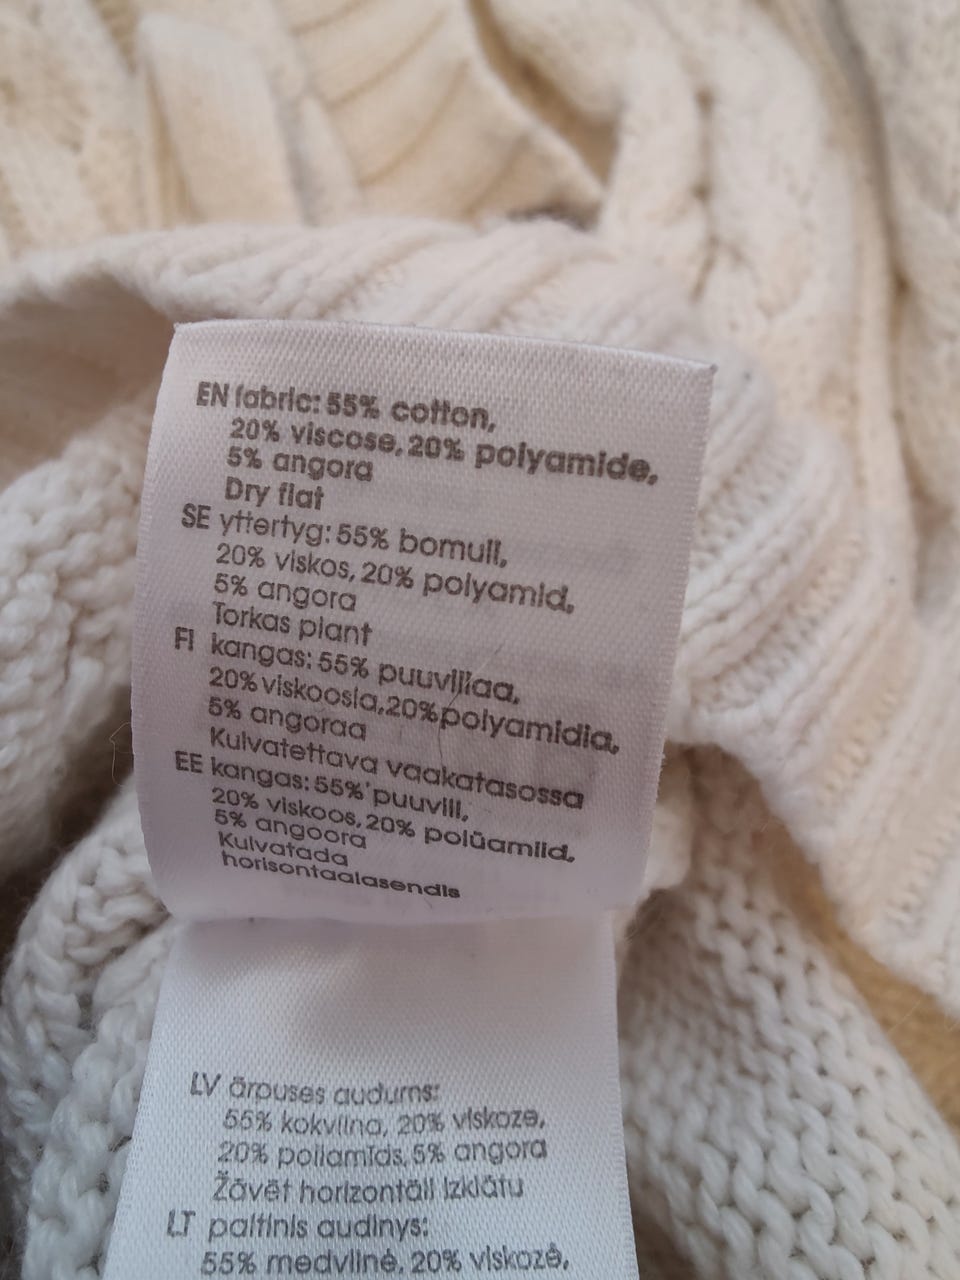 EN fabric: 55% cotton,
20% viscose, 20% polyamide,
5% angora
Dry flat
SE yttertyg: 55% bomull,
20% viskos, 20% polyamid,
5% angora
Torkas plant
FI kangas: 55% puuvillaa,
20% viskoosia, 20% polyamidia,
5% angoraa
Kuivatettava vaakatasossa
EE kangas: 55% puuvill,
20% viskoos, 20% polüamiid,
5% angoora
Kuivatada
horisontaalasendis
LV ārpuses audums:
55% kokvilna, 20% viskoze,
20% poliamīds, 5% angora
Žāvēt horizontāli izklātu
LT paltinis audinys:
55% medvilnė, 20% viskozė,